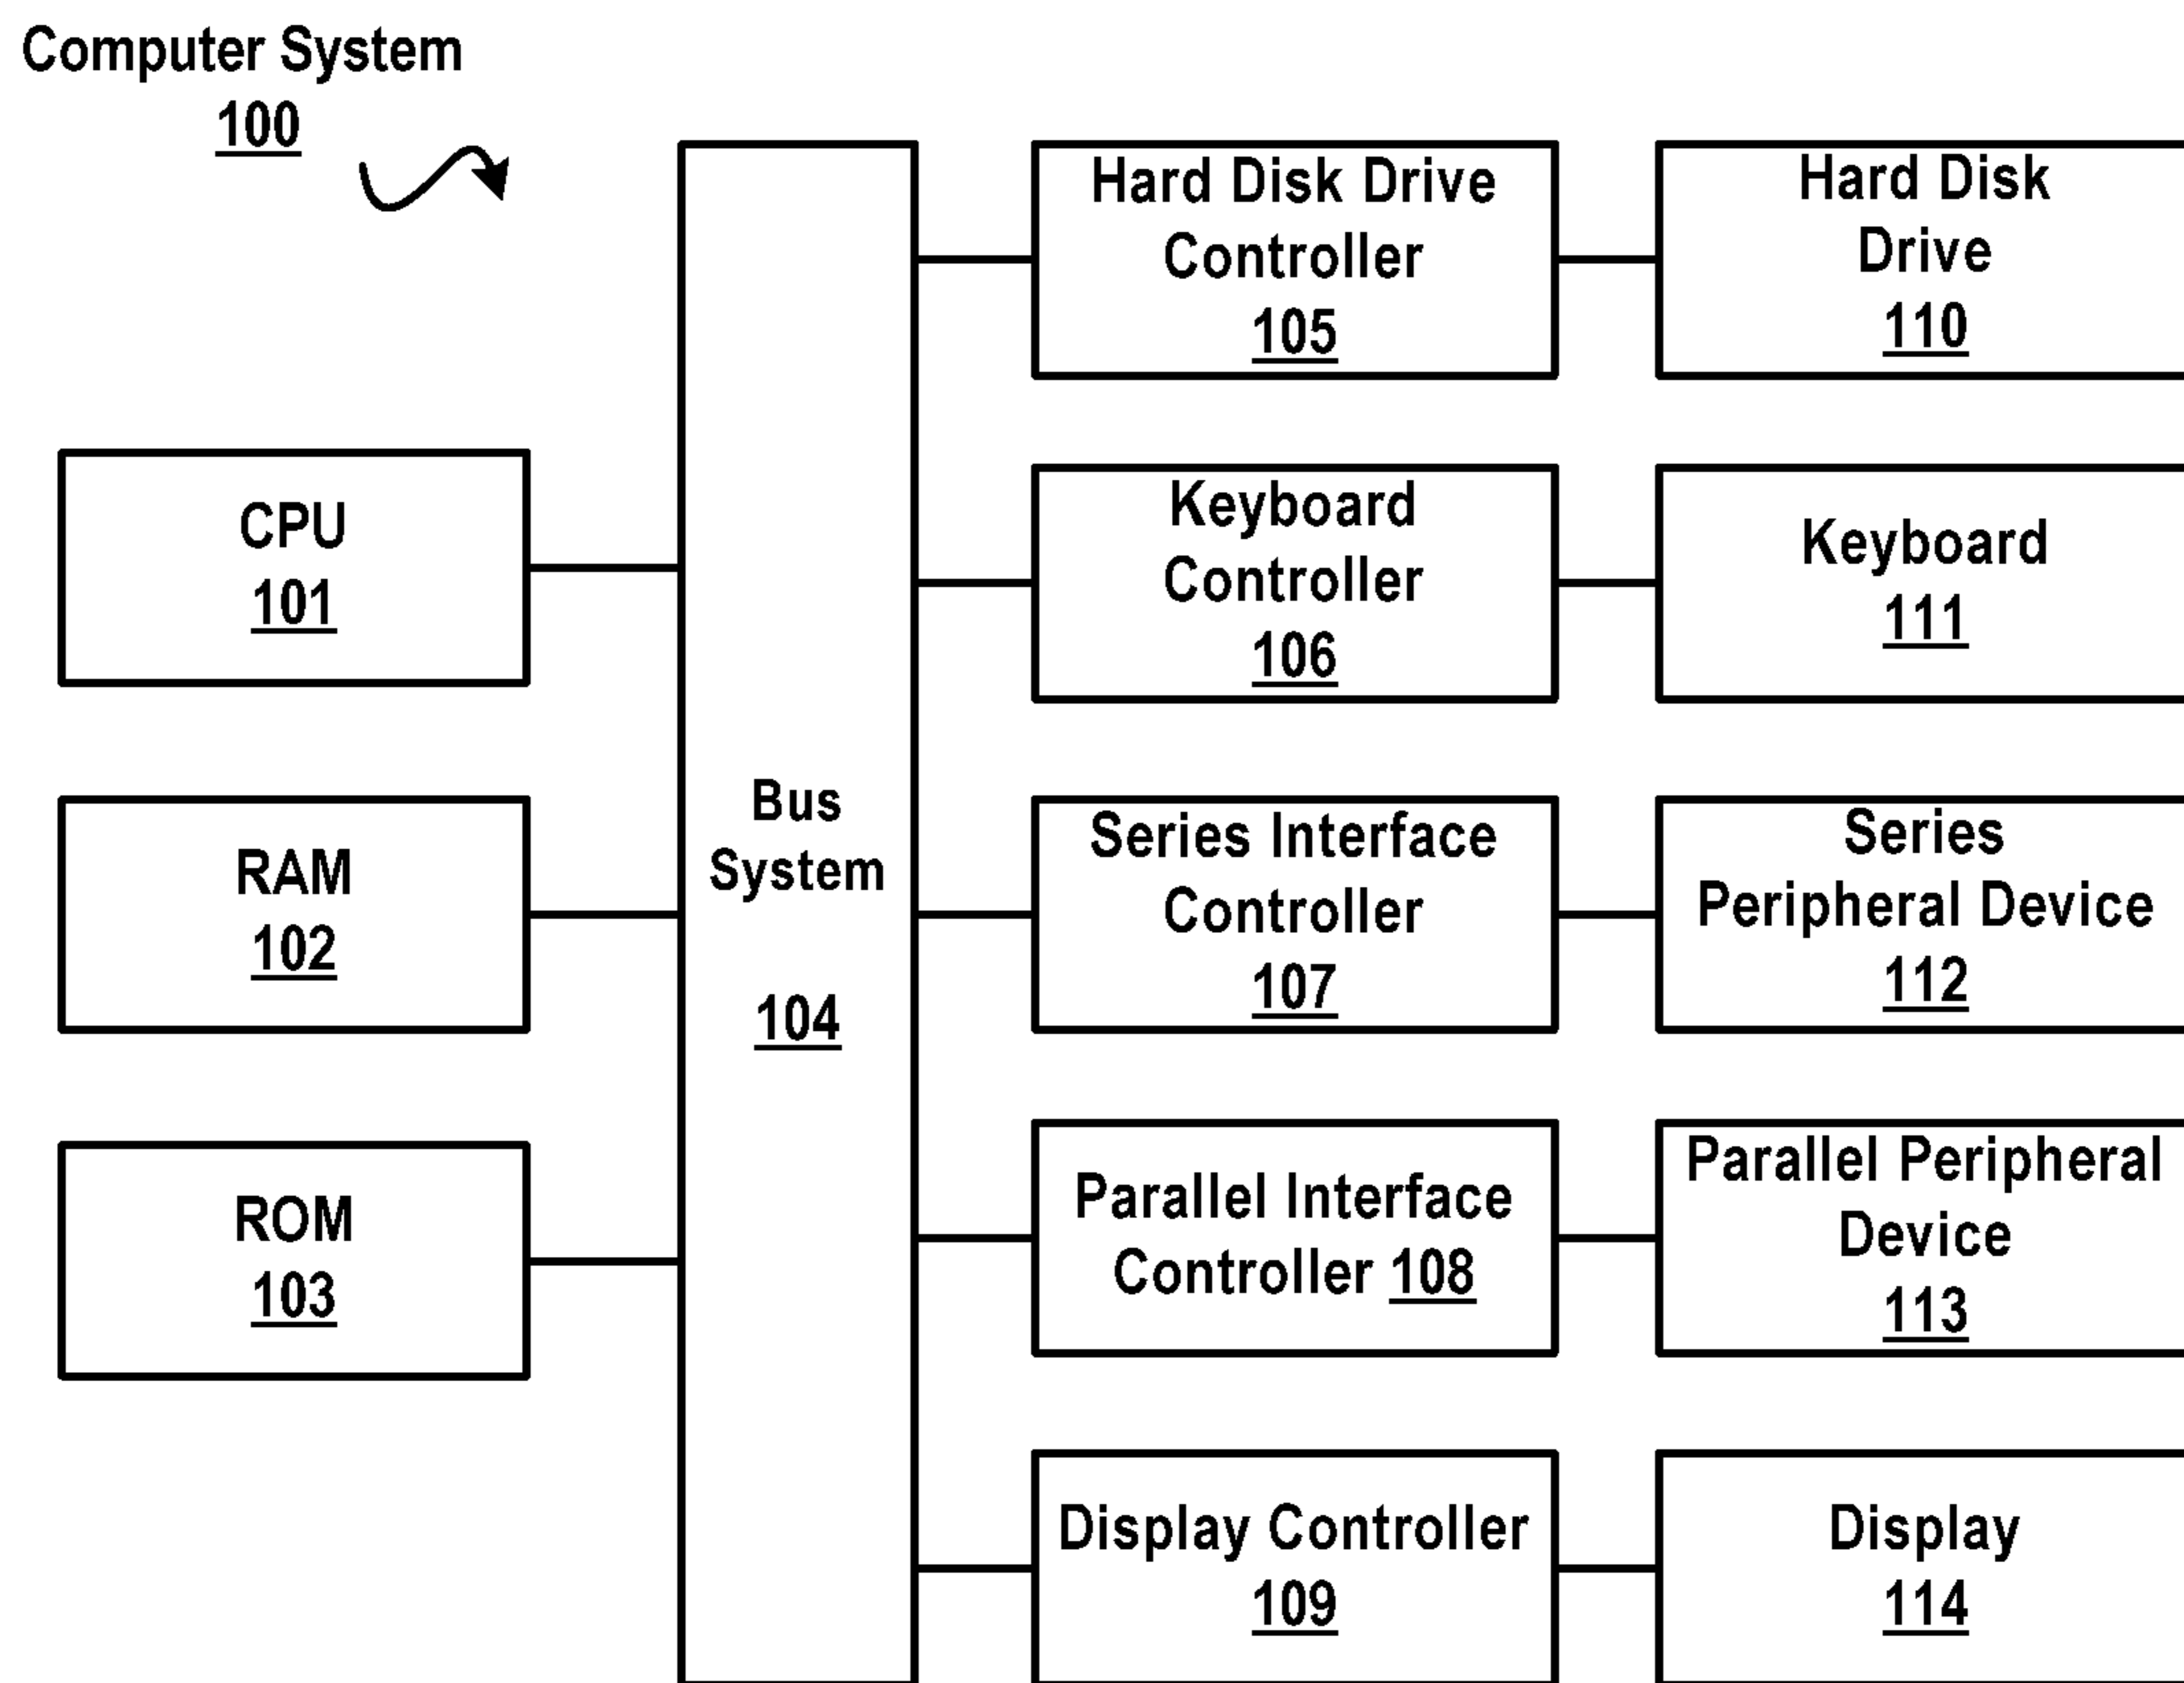 Computer System
100
CPU
101
RAM
102
ROM
103
Bus
System
104
Hard Disk Drive
Controller
105
Hard Disk
Drive
110
Keyboard
Controller
106
Keyboard
111
Series Interface
Controller
107
Series
Peripheral Device
112
Parallel Interface
Controller 108
Parallel Peripheral
Device
113
Display Controller
109
Display
114